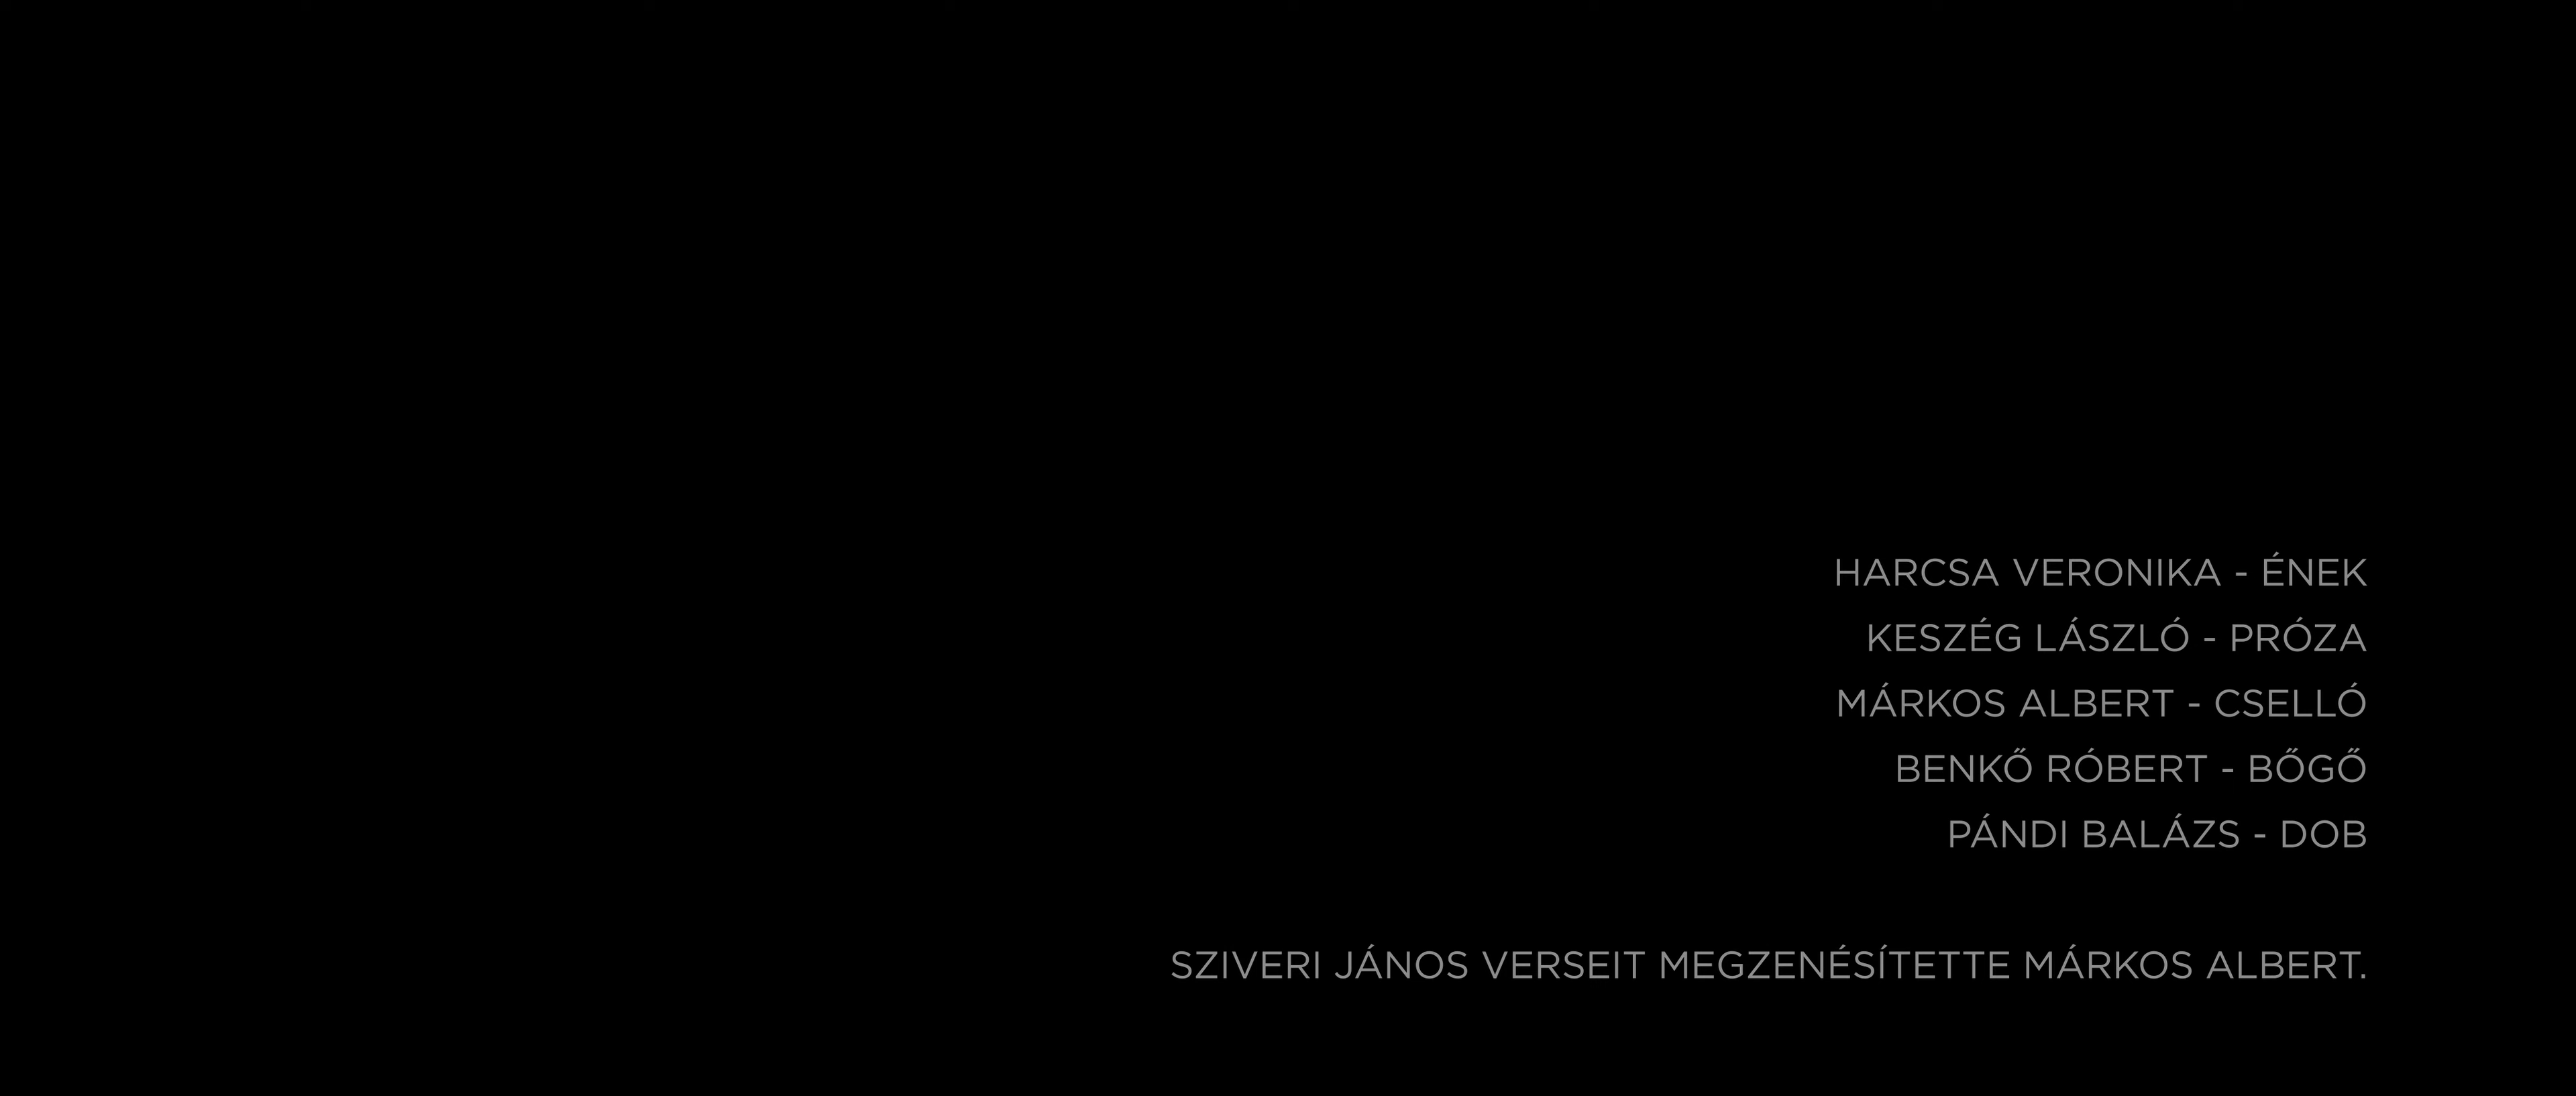 HARCSA VERONIKA - ÉNEK
KESZÉG LÁSZLÓ - PRÓZA
MÁRKOS ALBERT - CSELLÓ
BENKŐ RÓBERT - BŐGŐ
PÁNDI BALÁZS - DOB
SZIVERI JÁNOS VERSEIT MEGZENÉSÍTETTE MÁRKOS ALBERT.